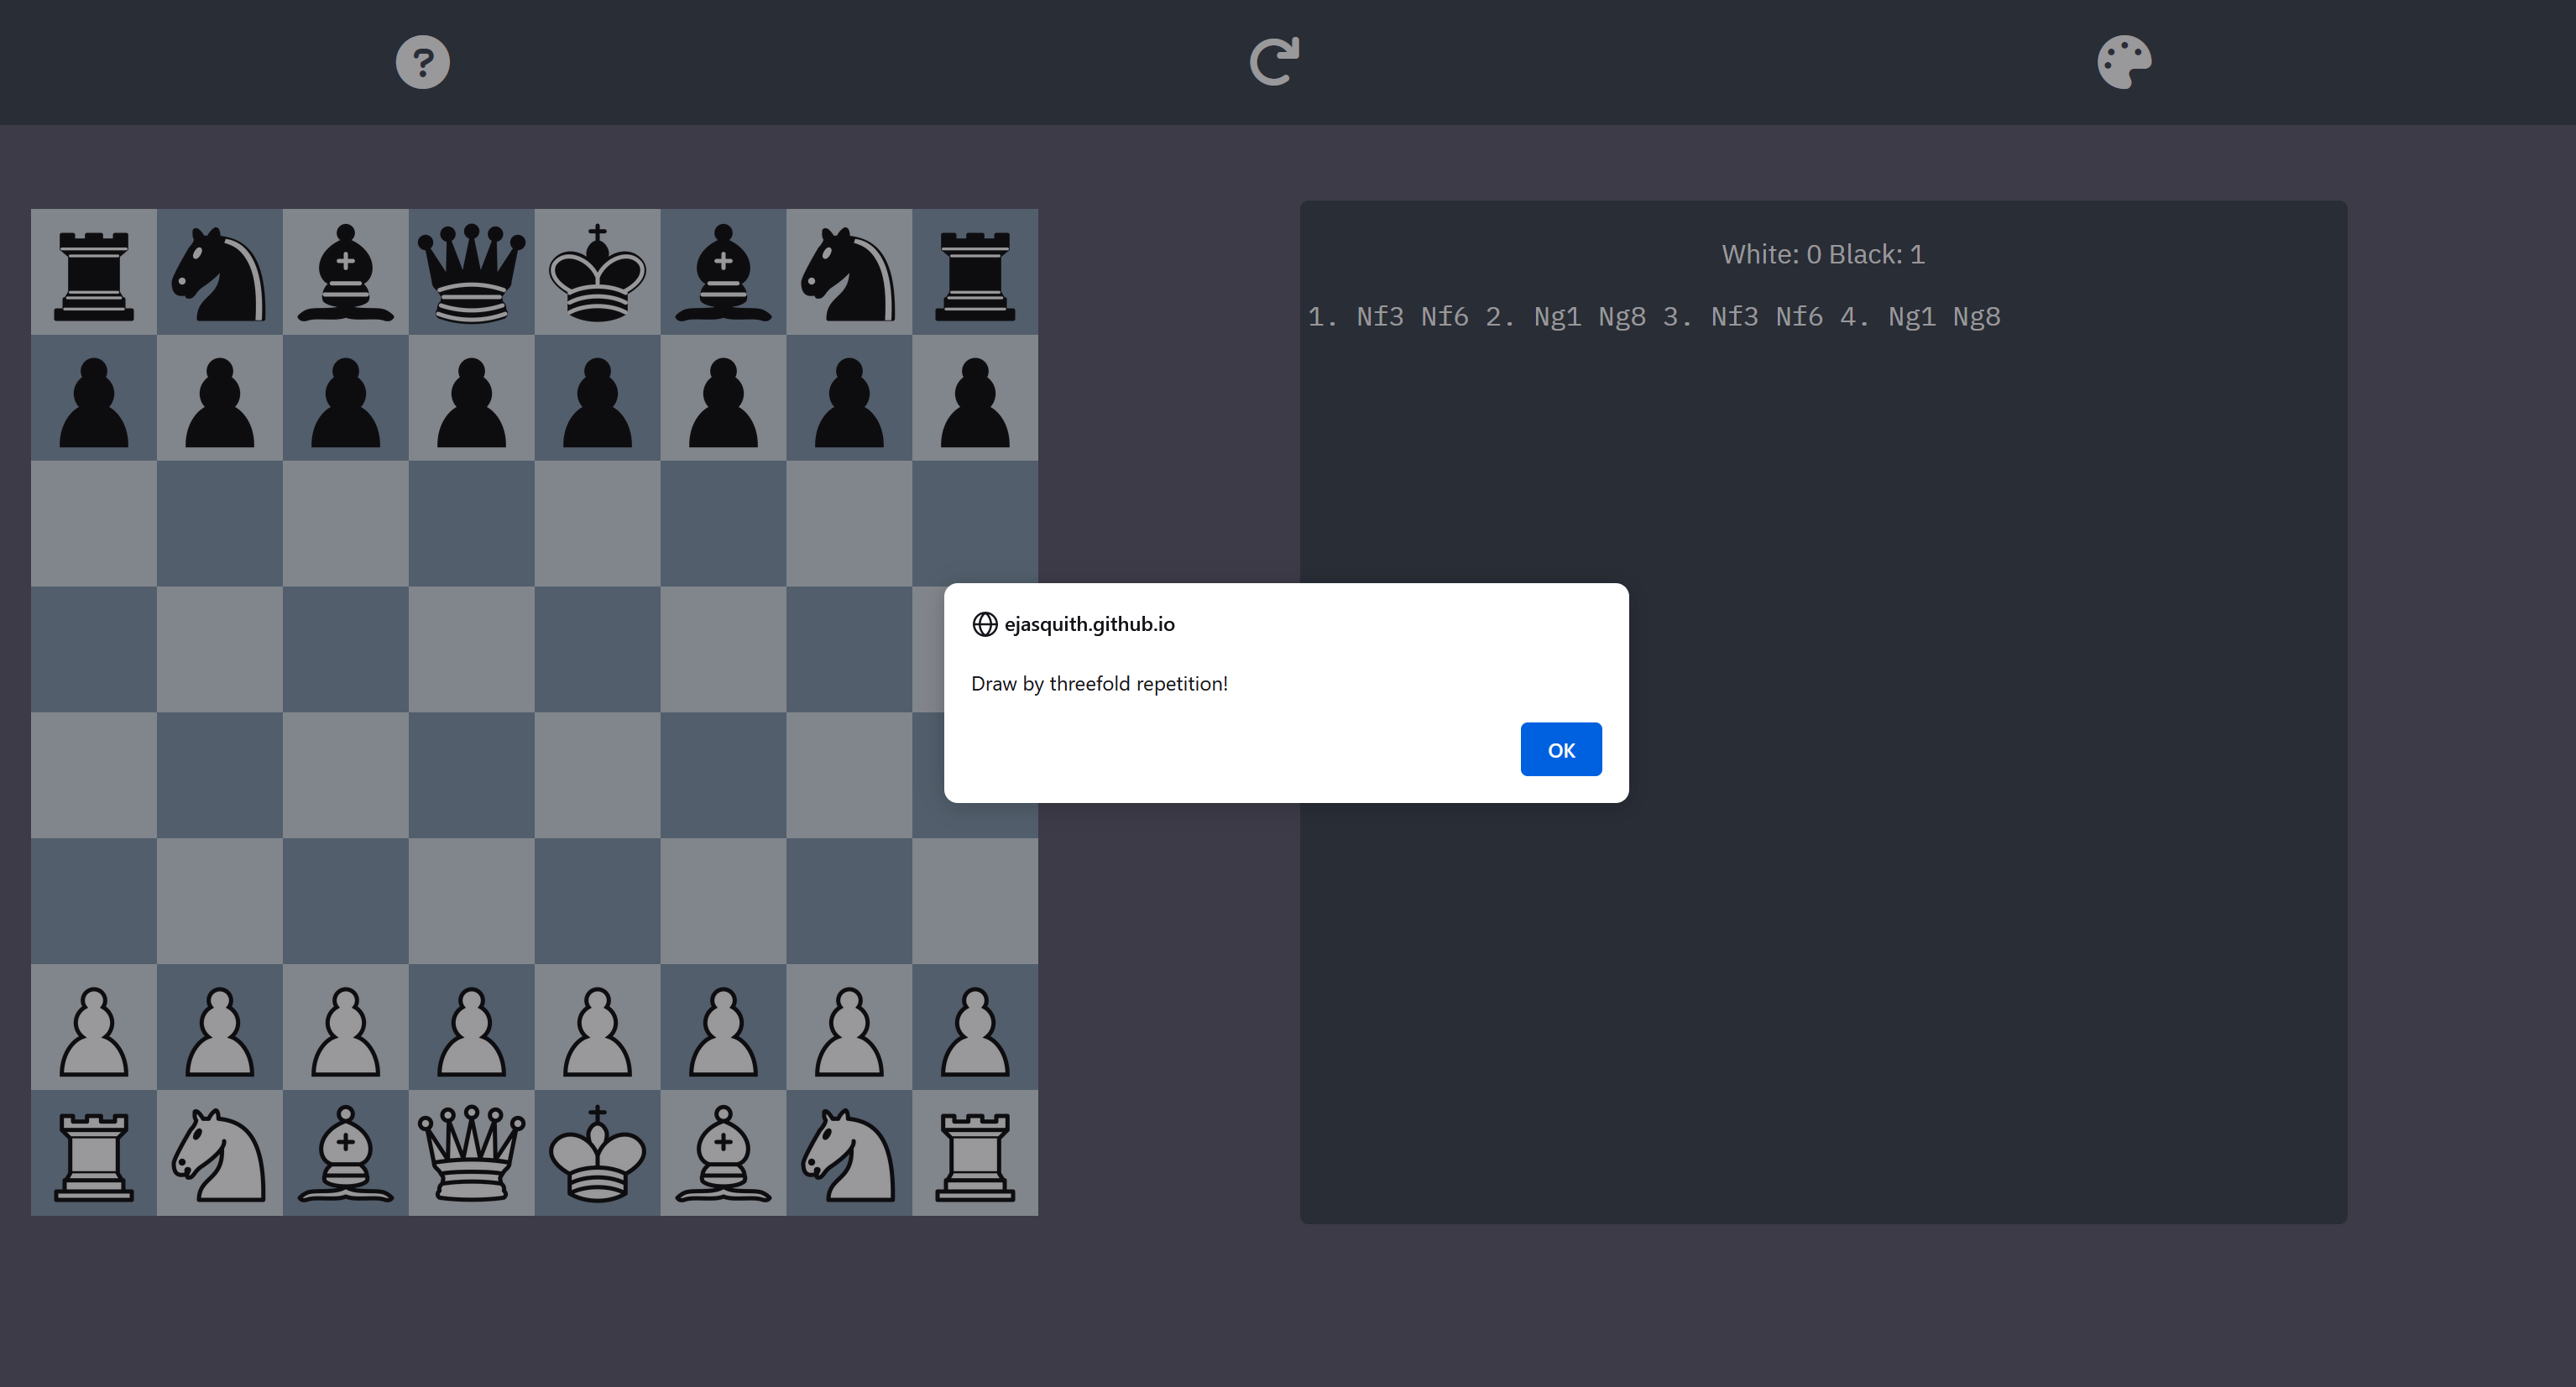 White: 0 Black: 1
1. Nf3 Nf6 2. Ng1 Ng8 3. Nf3 Nf6 4. Ng1 Ng8
ejasquith.github.io
Draw by threefold repetition!
OK